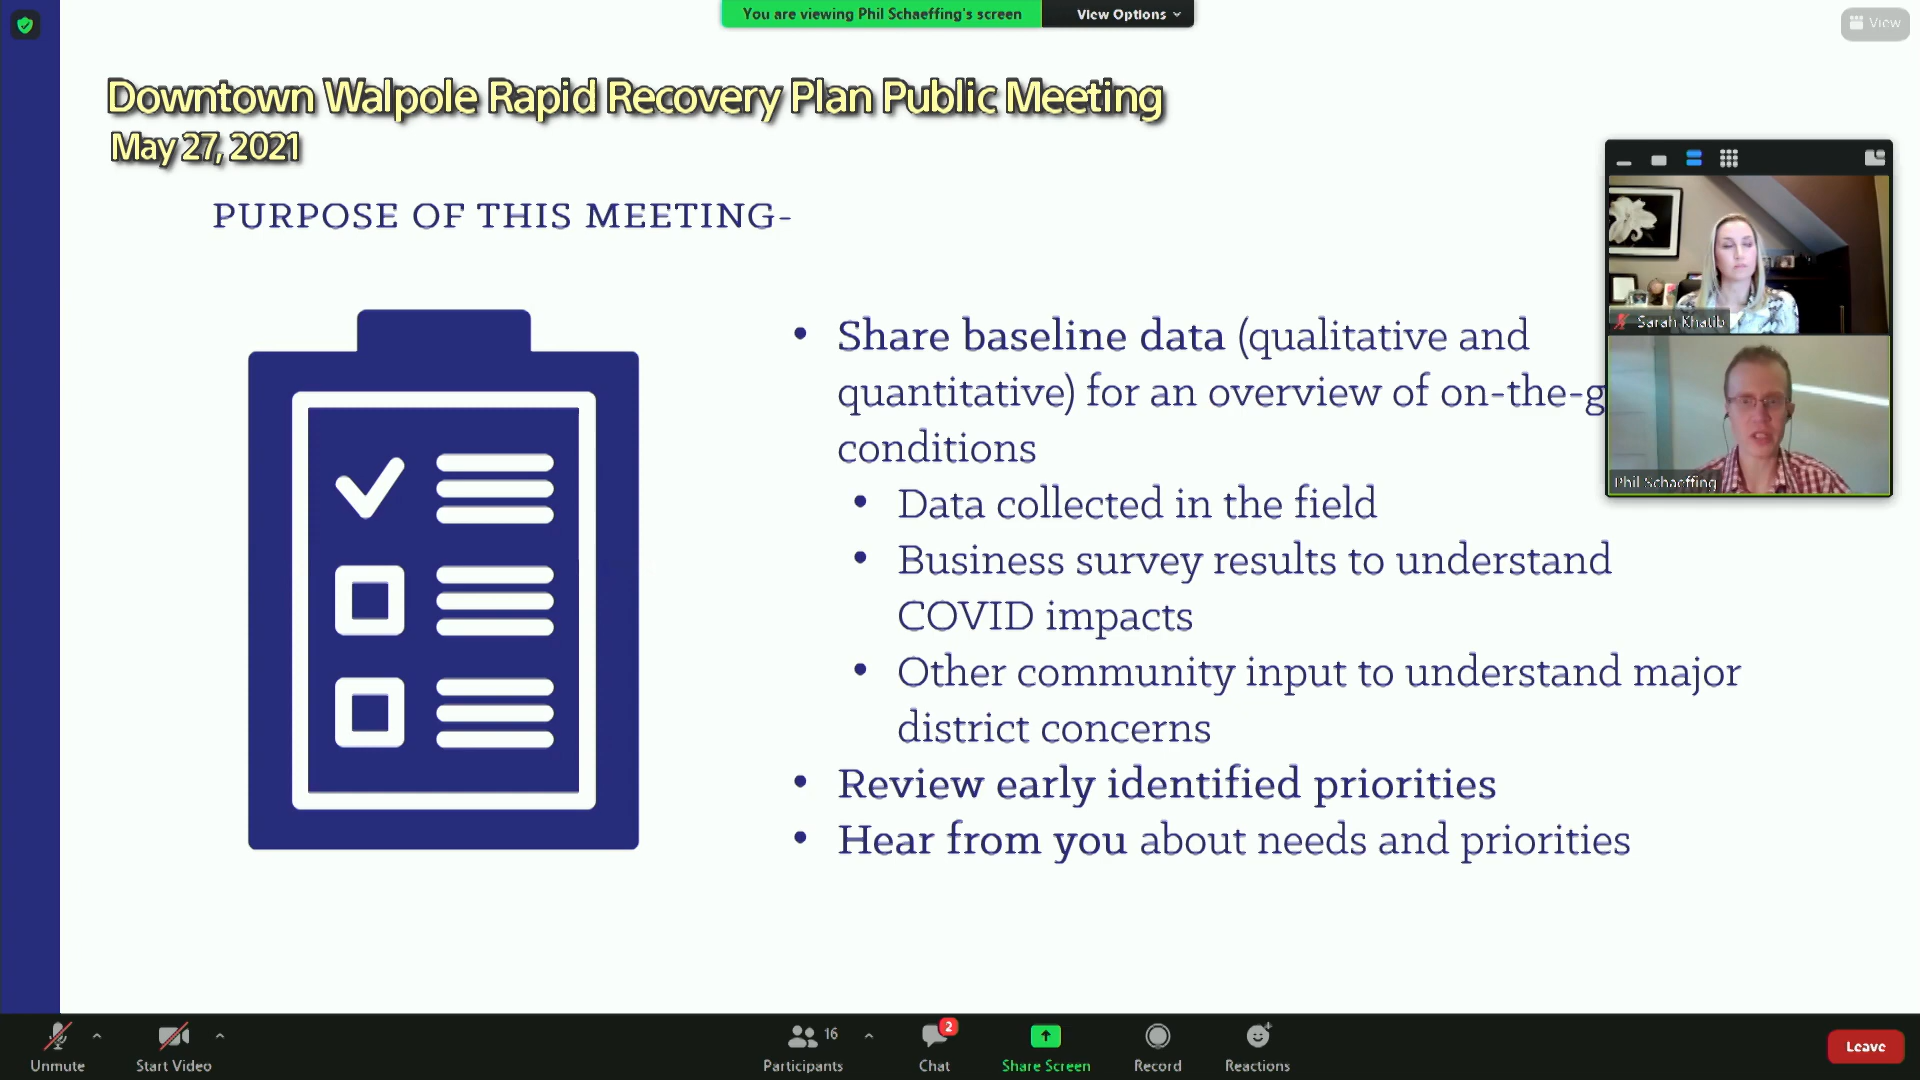 You are viewing Phil Schaeffing's screen
View Options
View
Downtown Walpole Rapid Recovery Plan Public Meeting
May 27, 2021
PURPOSE OF THIS MEETING-
• Share baseline data (qualitative and
quantitative) for an overview of on-the-g
conditions
• Data collected in the field
• Business survey results to understand
COVID impacts
• Other community input to understand major
district concerns
• Review early identified priorities
• Hear from you about needs and priorities
Sarah Khatib
Phil Schaeffing
Unmute
Start Video
16
Participants
2
Chat
Share Screen
Record
Reactions
Leave